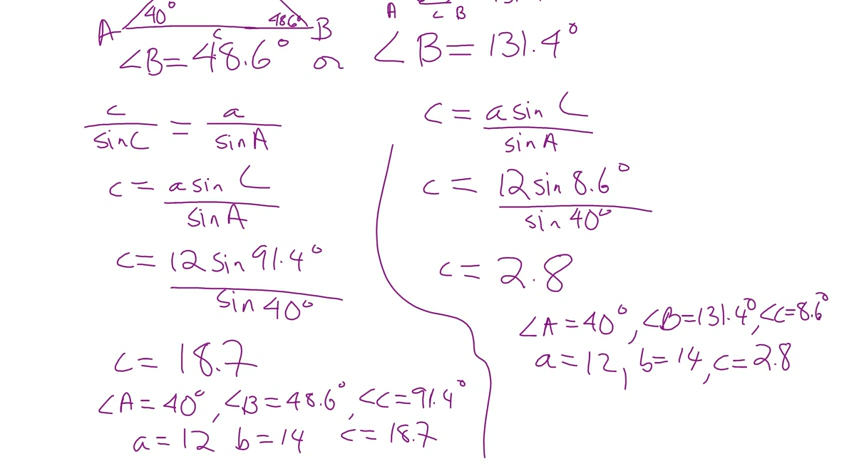 A 40° 48.6° B
c
A c B
∠B = 48.6° or ∠B = 131.4°
c/sinC = a/sinA
c = a sin C/sin A
c = 12 sin 91.4°/sin 40°
c = 18.7
∠A = 40°, ∠B = 48.6°, ∠C = 91.4°
a = 12 b = 14 c = 18.7
c = a sin C/sin A
c = 12 sin 8.6°/sin 40°
c = 2.8
∠A = 40°, ∠B = 131.4°, ∠C = 8.6°
a = 12, b = 14, c = 2.8